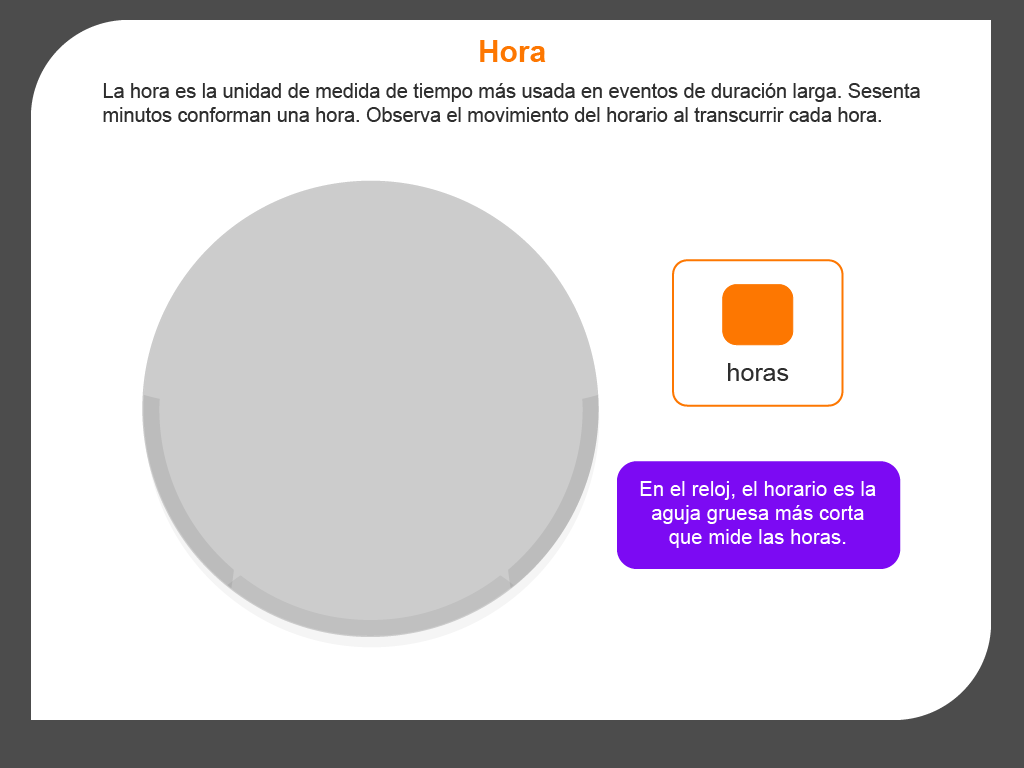 Hora
La hora es la unidad de medida de tiempo más usada en eventos de duración larga. Sesenta
minutos conforman una hora. Observa el movimiento del horario al transcurrir cada hora.
horas
En el reloj, el horario es la
aguja gruesa más corta
que mide las horas.